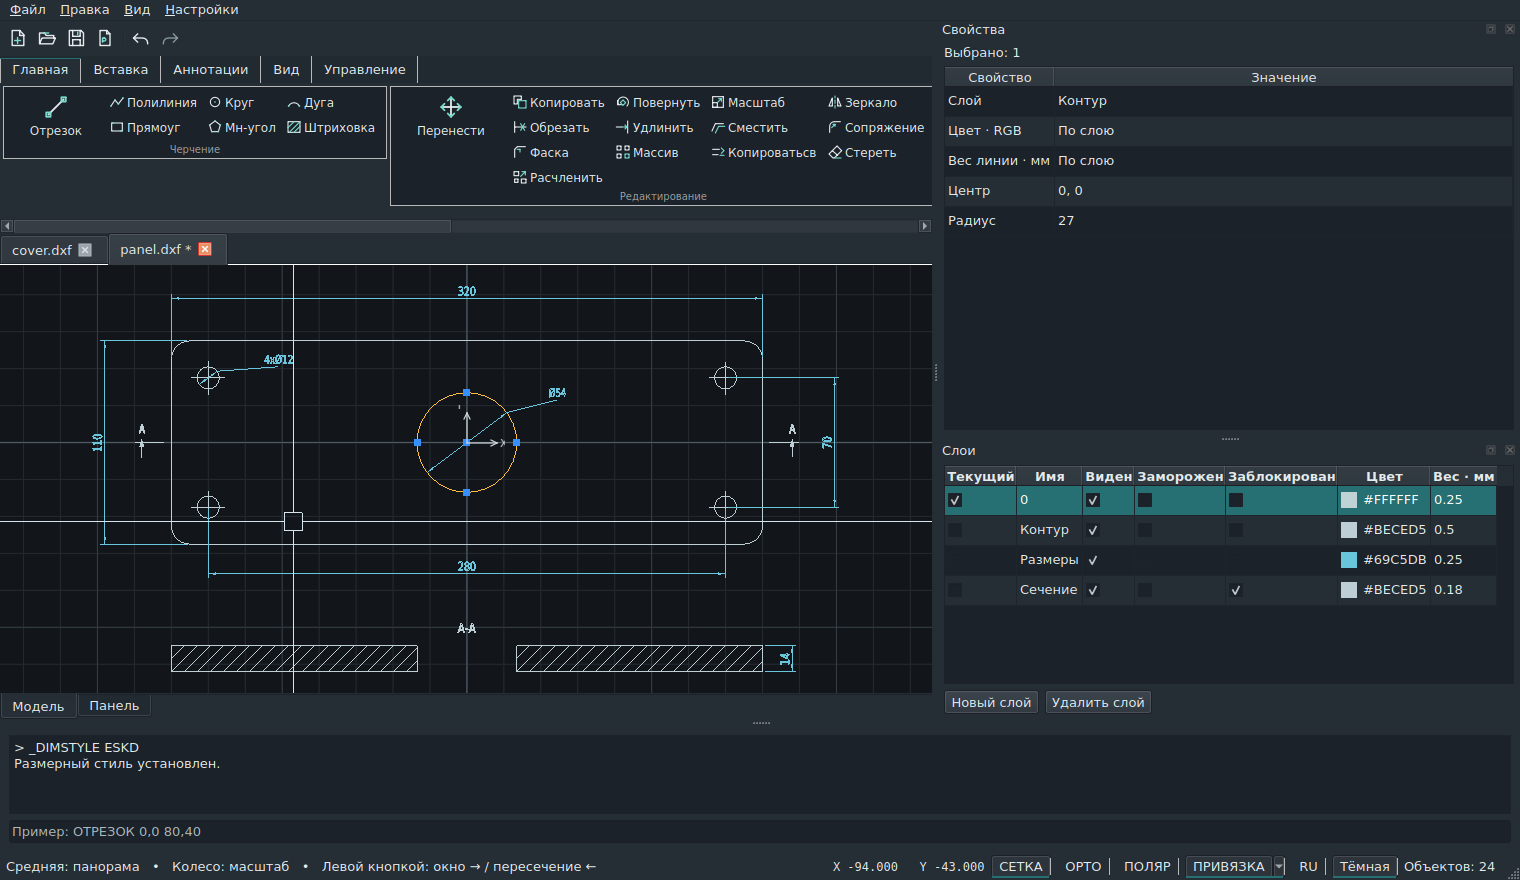 Файл Правка Вид Настройки
Главная Вставка Аннотации Вид Управление
Отрезок
Полилиния Круг Дуга
Прямоуг Мн-угол Штриховка
Черчение
Перенести
Копировать Повернуть Масштаб Зеркало
Обрезать Удлинить Сместить Сопряжение
Фаска Массив Копироватьсв Стереть
Расчленить
Редактирование
cover.dxf panel.dxf *
320
4xØ12
Ø54
110
A
A
70
X
280
A-A
14
Модель Панель
Свойства
Выбрано: 1
Свойство Значение
Слой Контур
Цвет · RGB По слою
Вес линии · мм По слою
Центр 0, 0
Радиус 27
Слои
Текущий Имя Виден Заморожен Заблокирован Цвет Вес · мм
0 #FFFFFF 0.25
Контур #BECED5 0.5
Размеры #69C5DB 0.25
Сечение #BECED5 0.18
Новый слой Удалить слой
> _DIMSTYLE ESKD
Размерный стиль установлен.
Пример: ОТРЕЗОК 0,0 80,40
Средняя: панорама • Колесо: масштаб • Левой кнопкой: окно → / пересечение ←
X -94.000 Y -43.000 СЕТКА ОРТО ПОЛЯР ПРИВЯЗКА RU Тёмная Объектов: 24